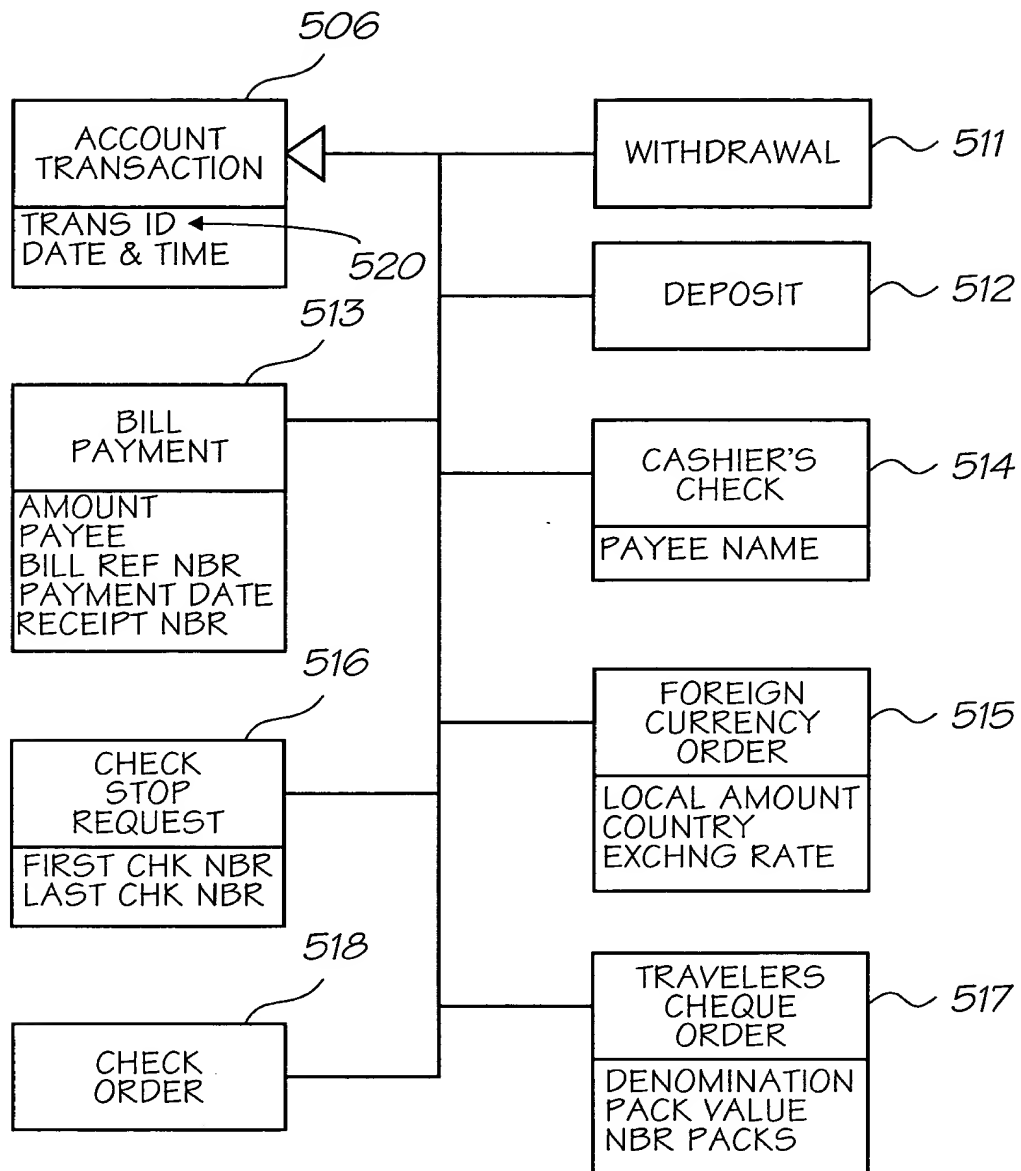 506
ACCOUNT
TRANSACTION
TRANS ID
DATE & TIME
520
WITHDRAWAL
511
DEPOSIT
512
513
BILL
PAYMENT
AMOUNT
PAYEE
BILL REF NBR
PAYMENT DATE
RECEIPT NBR
CASHIER'S
CHECK
PAYEE NAME
514
516
CHECK
STOP
REQUEST
FIRST CHK NBR
LAST CHK NBR
FOREIGN
CURRENCY
ORDER
LOCAL AMOUNT
COUNTRY
EXCHNG RATE
515
518
CHECK
ORDER
TRAVELERS
CHEQUE
ORDER
DENOMINATION
PACK VALUE
NBR PACKS
517